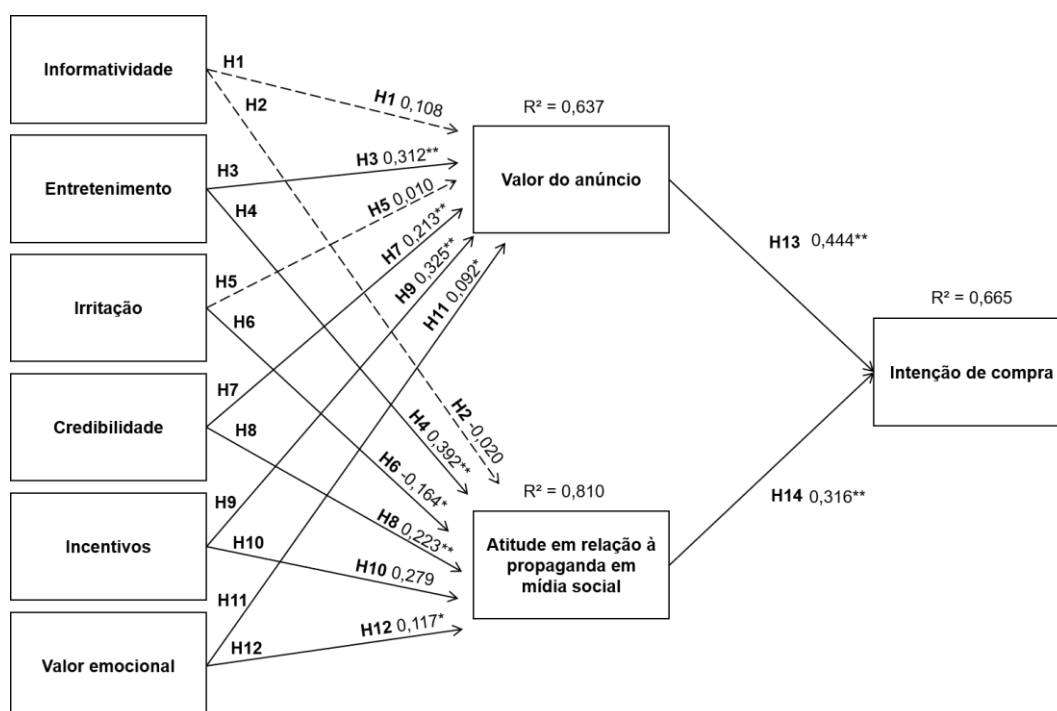 Informatividade
H1
H2
H1 0,108
R² = 0,637
Entretenimento
H3
H4
H3 0,312**
Valor do anúncio
H5 0,010
H7 0,213**
H9 0,325**
H11 0,092*
H13 0,444**
Irritação
H5
H6
R² = 0,665
Intenção de compra
Credibilidade
H7
H8
H2 -0,020
H4 0,392**
H6 -0,164*
H8 0,223**
R² = 0,810
H14 0,316**
Incentivos
H9
H10
H10 0,279
Atitude em relação à
propaganda em
mídia social
Valor emocional
H11
H12
H12 0,117*